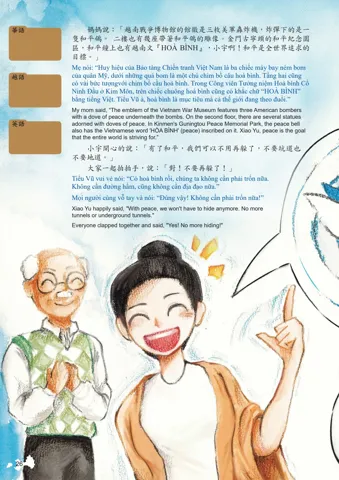 華語
媽媽說：「越南戰爭博物館的館徽是三枚美軍轟炸機，炸彈下的是一
隻和平鴿。二樓也有幾座帶著和平鴿的雕像。金門古寧頭的和平紀念園
區，和平鐘上也有越南文『HOÀ BÌNH』。小宇啊！和平是全世界追求的
目標。」
越語
Mẹ nói: “Huy hiệu của Bảo tàng Chiến tranh Việt Nam là ba chiếc máy bay ném bom
của quân Mỹ, dưới những quả bom là một chú chim bồ câu hoà bình. Tầng hai cũng
có vài bức tượng với chim bồ câu hoà bình. Trong Công viên Tưởng niệm Hoà bình Cổ
Ninh Đầu ở Kim Môn, trên chiếc chuông hoà bình cũng có khắc chữ “HOÀ BÌNH”
bằng tiếng Việt. Tiểu Vũ à, hoà bình là mục tiêu mà cả thế giới đang theo đuổi.”
英語
My mom said, "The emblem of the Vietnam War Museum features three American bombers
with a dove of peace underneath the bombs. On the second floor, there are several statues
adorned with doves of peace. In Kinmen's Guningtou Peace Memorial Park, the peace bell
also has the Vietnamese word 'HÒA BÌNH' (peace) inscribed on it. Xiao Yu, peace is the goal
that the entire world is striving for."
小宇開心的說：「有了和平，我們可以不用再躲了，不要坑道也
不要地道。」
大家一起拍拍手，說：「對！不要再躲了！」
Tiểu Vũ vui vẻ nói: “Có hoà bình rồi, chúng ta không cần phải trốn nữa.
Không cần đường hầm, cũng không cần địa đạo nữa.”
Mọi người cùng vỗ tay và nói: “Đúng vậy! Không cần phải trốn nữa!”
Xiao Yu happily said, "With peace, we won't have to hide anymore. No more
tunnels or underground tunnels."
Everyone clapped together and said, "Yes! No more hiding!"
28